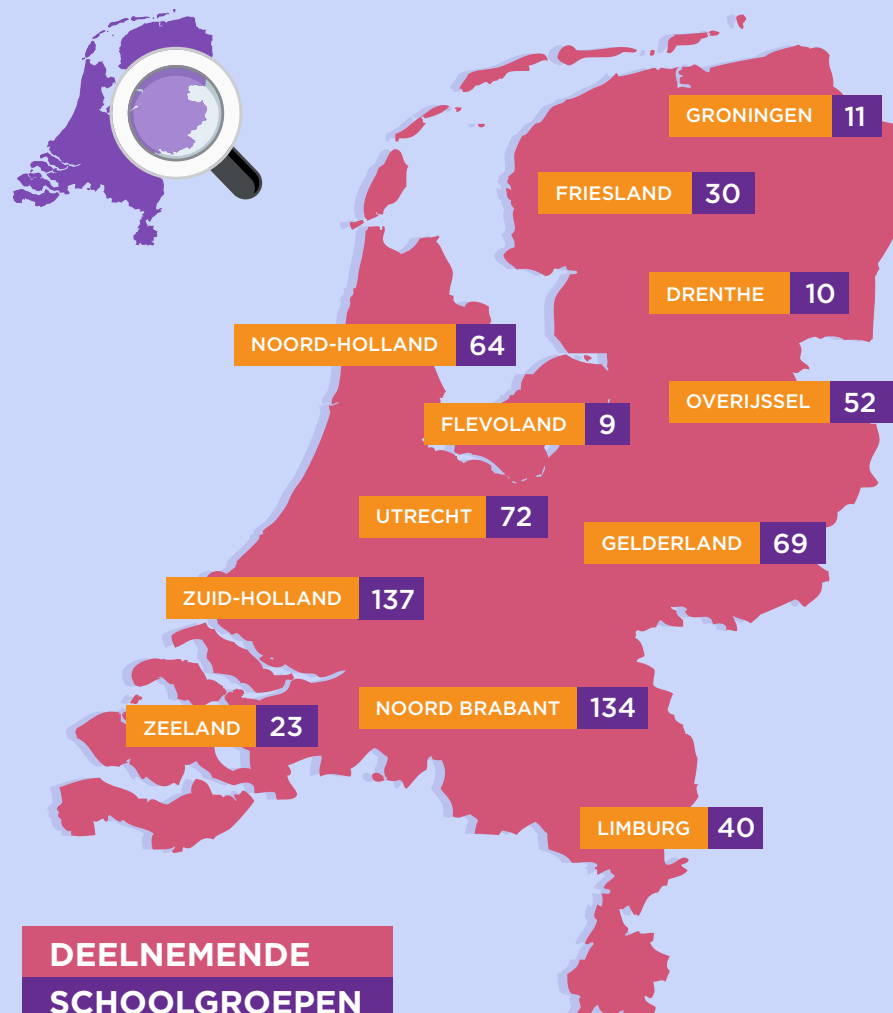 GRONINGEN 11
FRIESLAND 30
DRENTHE 10
NOORD-HOLLAND 64
OVERIJSSEL 52
FLEVOLAND 9
UTRECHT 72
GELDERLAND 69
ZUID-HOLLAND 137
NOORD BRABANT 134
ZEELAND 23
LIMBURG 40
DEELNEMENDE
SCHOOLGROEPEN